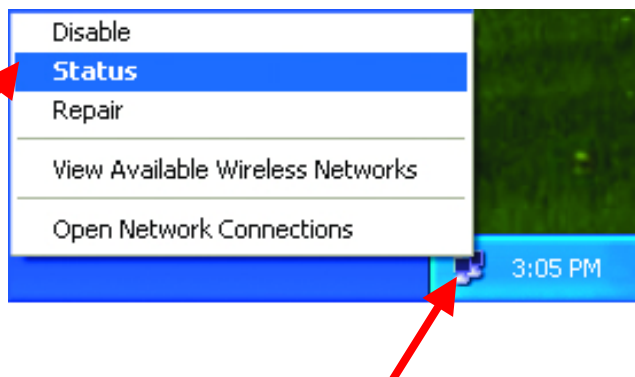 Disable
Status
Repair
View Available Wireless Networks
Open Network Connections
3:05 PM